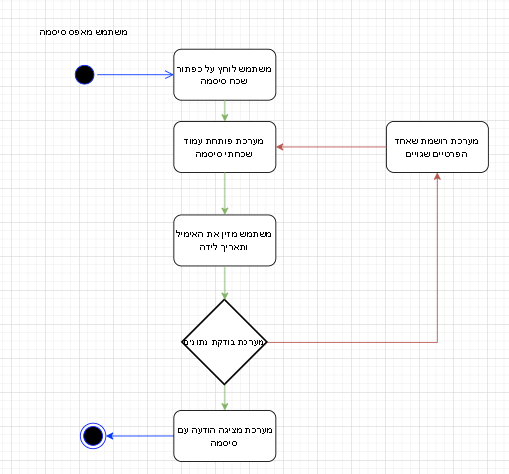 משתמש מאפס סיסמה
משתמש לוחץ על כפתור
שכח סיסמה
מערכת פותחת עמוד
שכחתי סיסמה
מערכת רושמת שאחד
הפרטיים שגויים
משתמש מזין את האימיל
ותאריך לידה
מערכת בודקת נתונים
מערכת מציגה הודעה עם
סיסמה